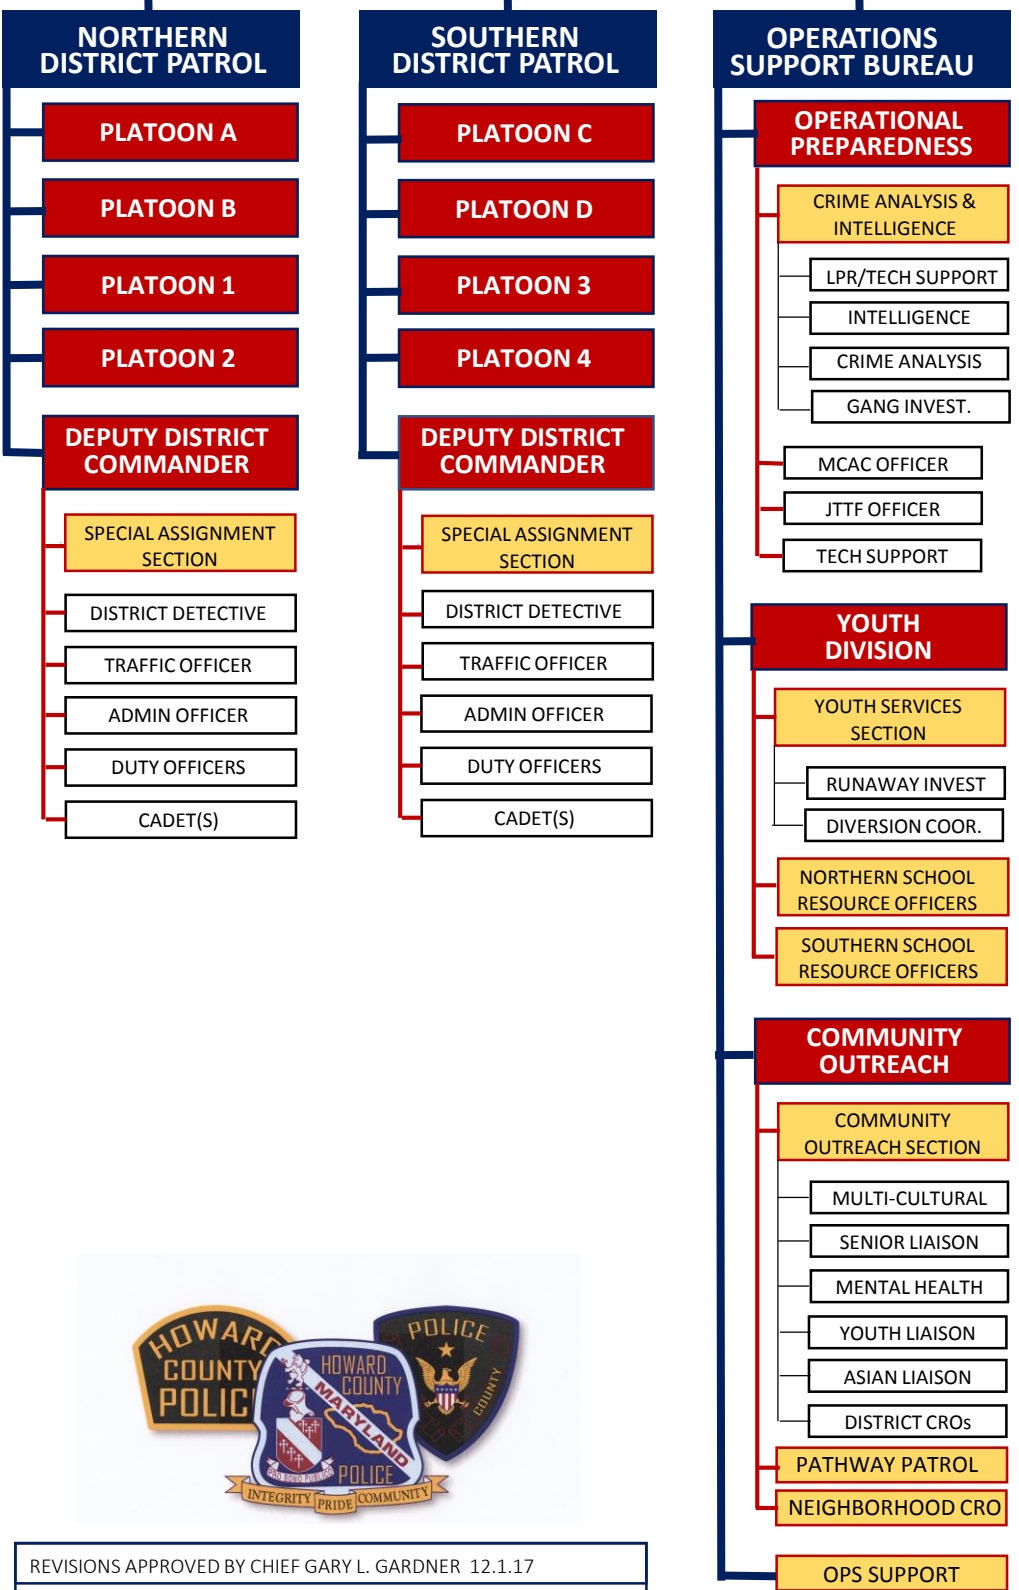 NORTHERN
DISTRICT PATROL
PLATOON A
PLATOON B
PLATOON 1
PLATOON 2
DEPUTY DISTRICT
COMMANDER
SPECIAL ASSIGNMENT
SECTION
DISTRICT DETECTIVE
TRAFFIC OFFICER
ADMIN OFFICER
DUTY OFFICERS
CADET(S)
SOUTHERN
DISTRICT PATROL
PLATOON C
PLATOON D
PLATOON 3
PLATOON 4
DEPUTY DISTRICT
COMMANDER
SPECIAL ASSIGNMENT
SECTION
DISTRICT DETECTIVE
TRAFFIC OFFICER
ADMIN OFFICER
DUTY OFFICERS
CADET(S)
OPERATIONS
SUPPORT BUREAU
OPERATIONAL
PREPAREDNESS
CRIME ANALYSIS &
INTELLIGENCE
LPR/TECH SUPPORT
INTELLIGENCE
CRIME ANALYSIS
GANG INVEST.
MCAC OFFICER
JTTF OFFICER
TECH SUPPORT
YOUTH
DIVISION
YOUTH SERVICES
SECTION
RUNAWAY INVEST
DIVERSION COOR.
NORTHERN SCHOOL
RESOURCE OFFICERS
SOUTHERN SCHOOL
RESOURCE OFFICERS
COMMUNITY
OUTREACH
COMMUNITY
OUTREACH SECTION
MULTI-CULTURAL
SENIOR LIAISON
MENTAL HEALTH
YOUTH LIAISON
ASIAN LIAISON
DISTRICT CROs
PATHWAY PATROL
NEIGHBORHOOD CRO
OPS SUPPORT
HOWARD
COUNTY
POLIC
HOWARD
COUNTY
MARYLAND
POLICE
PRO BONO PUBLICO
INTEGRITY PRIDE COMMUNITY
POLICE
COUNTY
REVISIONS APPROVED BY CHIEF GARY L. GARDNER 12.1.17